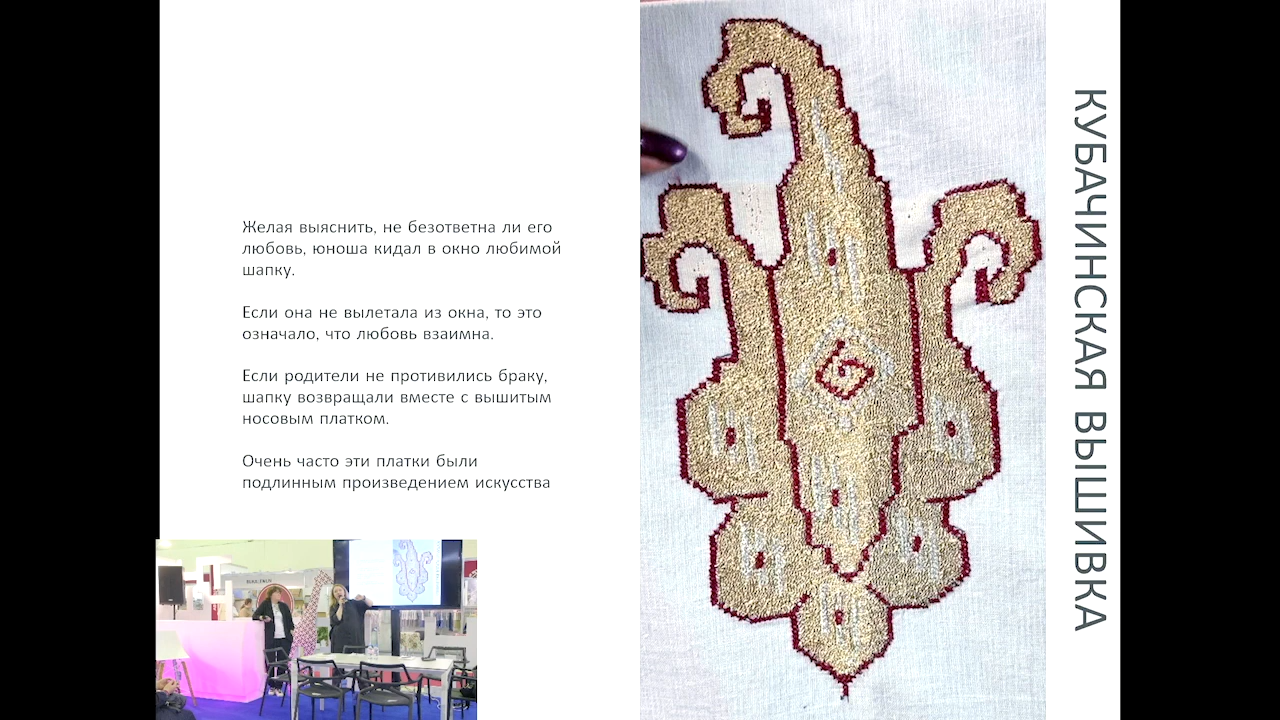 Желая выяснить, не безответна ли его
любовь, юноша кидал в окно любимой
шапку.
Если она не вылетала из окна, то это
означало, что любовь взаимна.
Если родители не противились браку,
шапку возвращали вместе с вышитым
носовым платком.
Очень часто эти платки были
подлинным произведением искусства
КУБАЧИНСКАЯ ВЫШИВКА